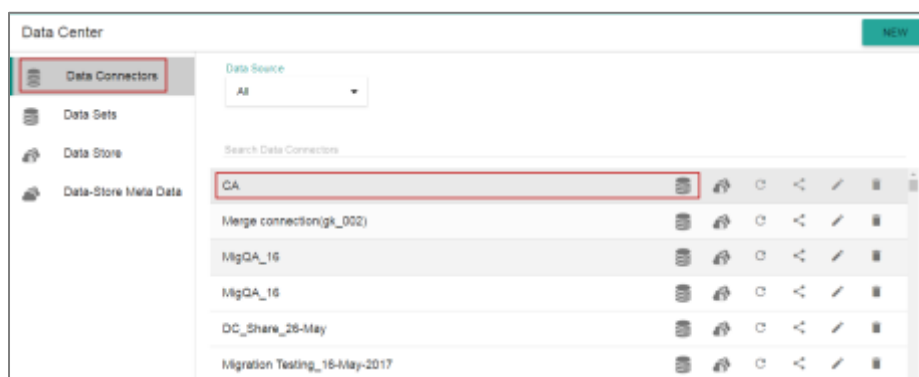 Data Center
NEW
Data Connectors
Data Sets
Data Store
Data-Store Meta Data
Data Source
All
Search Data Connectors
CA
Merge connection(gk_002)
MigQA_16
MigQA_16
DC_Share_26-May
Migration Testing_16-May-2017